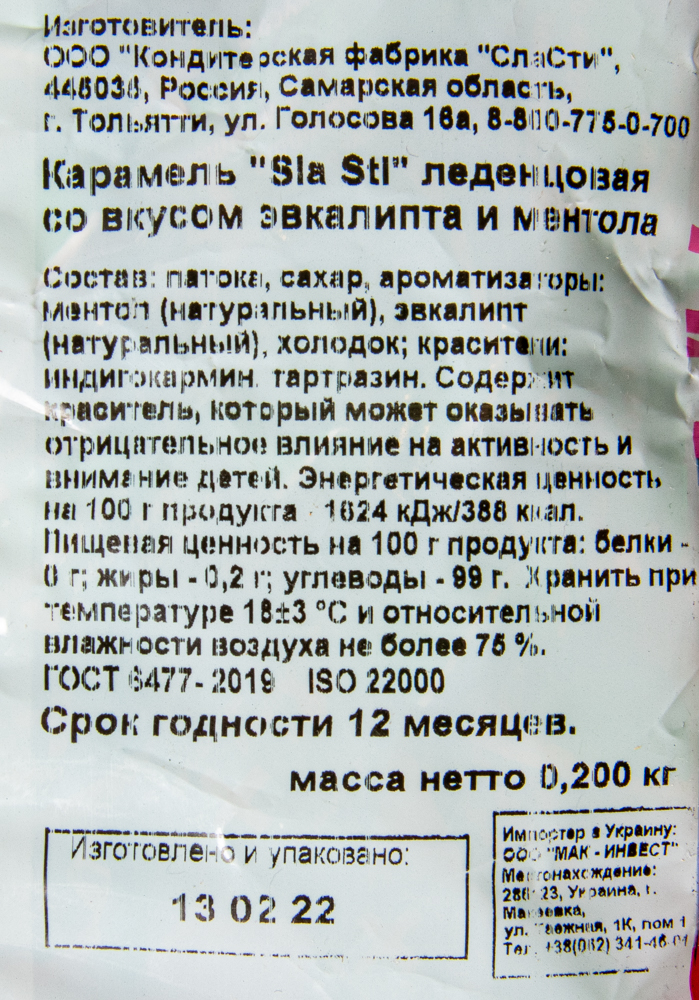 Изготовитель:
ООО "Кондитерская фабрика "СлаСти",
445036, Россия, Самарская область,
г. Тольятти, ул. Голосова 16а, 8-800-775-0-700
Карамель "Sla Sti" леденцовая
со вкусом эвкалипта и ментола
Состав: патока, сахар, ароматизаторы:
ментол (натуральный), эвкалипт
(натуральный), холодок; красители:
индигокармин, тартразин. Содержит
краситель, который может оказывать
отрицательное влияние на активность и
внимание детей. Энергетическая ценность
на 100 г продукта 1624 кДж/388 ккал.
Пищевая ценность на 100 г продукта: белки -
0 г; жиры - 0,2 г; углеводы - 99 г. Хранить при
температуре 18±3 °С и относительной
влажности воздуха не более 75 %.
ГОСТ 6477- 2019 ISO 22000
Срок годности 12 месяцев.
масса нетто 0,200 кг
Изготовлено и упаковано:
13 02 22
Импортер в Украину:
ООО "МАК - ИНВЕСТ"
Местонахождение:
Украина, г.
Макеевка,
ул. Таежная, 1К, пом 1
Тел. +38(062)